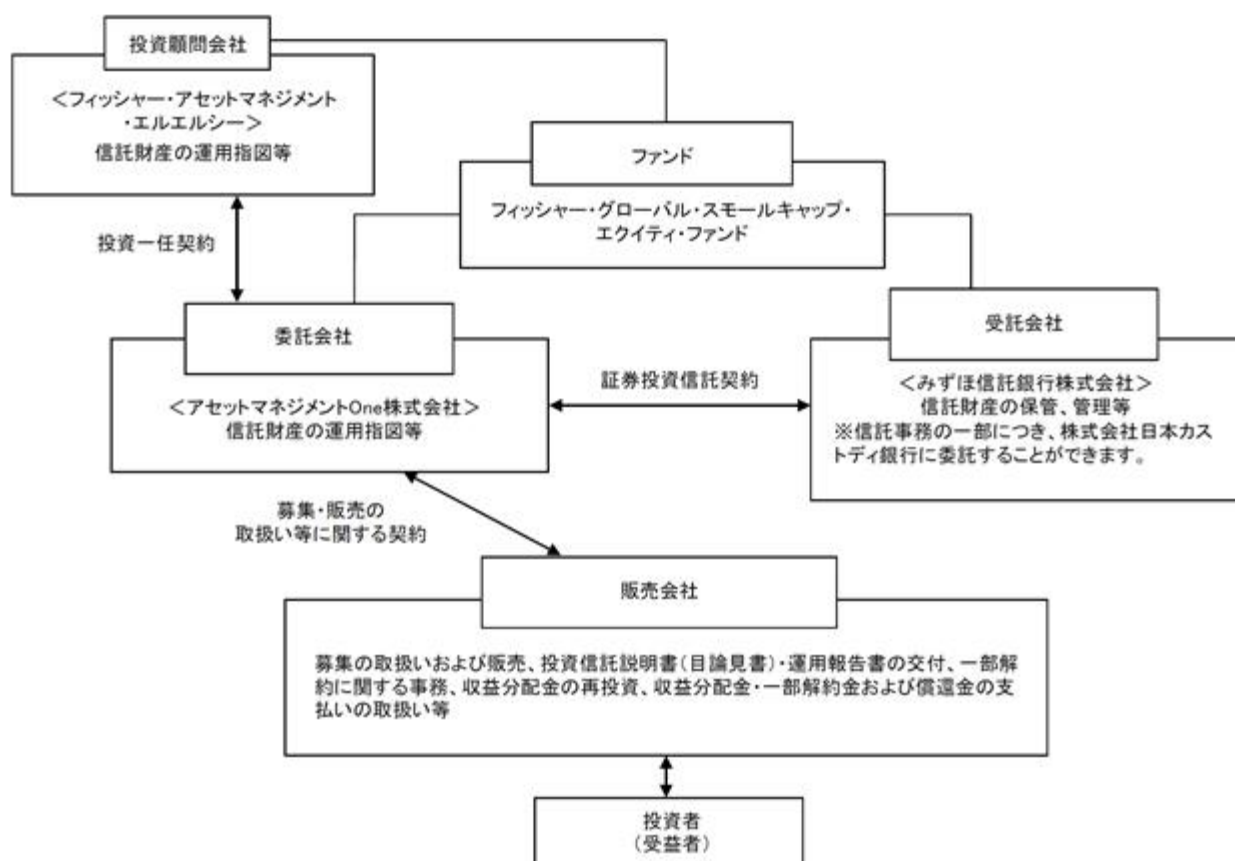 投資顧問会社
＜フィッシャー・アセットマネジメント
・エルエルシー＞
信託財産の運用指図等
ファンド
フィッシャー・グローバル・スモールキャップ・
エクイティ・ファンド
投資一任契約
委託会社
＜アセットマネジメントOne株式会社＞
信託財産の運用指図等
証券投資信託契約
受託会社
＜みずほ信託銀行株式会社＞
信託財産の保管、管理等
※信託事務の一部につき、株式会社日本カス
トディ銀行に委託することができます。
募集・販売の
取扱い等に関する契約
販売会社
募集の取扱いおよび販売、投資信託説明書（目論見書）・運用報告書の交付、一部解
約に関する事務、収益分配金の再投資、収益分配金・一部解約金および償還金の支
払いの取扱い等
投資者
（受益者）